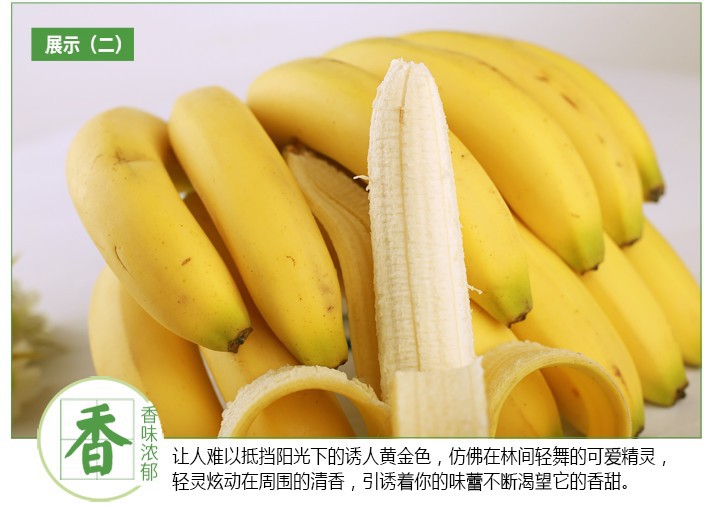 展示（二）
香
香味浓郁
让人难以抵挡阳光下的诱人黄金色，仿佛在林间轻舞的可爱精灵，
轻灵炫动在周围的清香，引诱着你的味蕾不断渴望它的香甜。